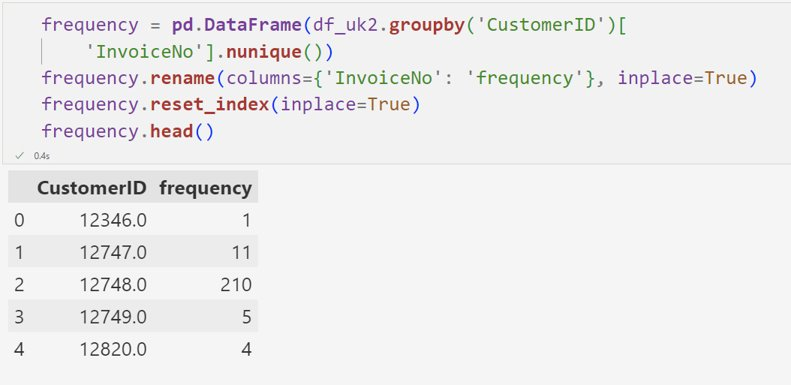 frequency = pd.DataFrame(df_uk2.groupby('CustomerID')[
    'InvoiceNo'].nunique())
frequency.rename(columns={'InvoiceNo': 'frequency'}, inplace=True)
frequency.reset_index(inplace=True)
frequency.head()
✓ 0.4s
CustomerID frequency
0 12346.0 1
1 12747.0 11
2 12748.0 210
3 12749.0 5
4 12820.0 4